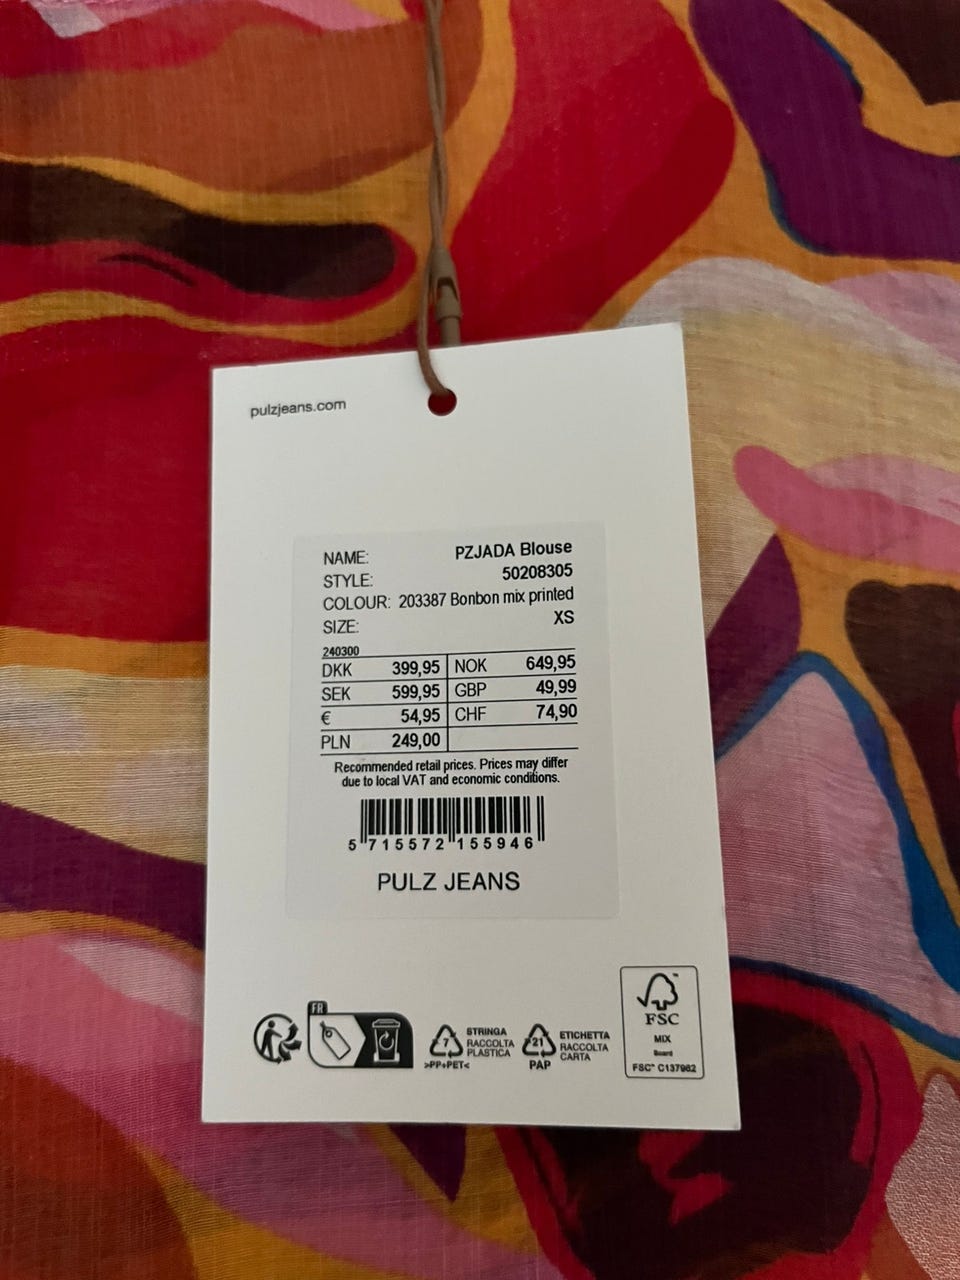 pulzjeans.com
NAME: PZJADA Blouse
STYLE: 50208305
COLOUR: 203387 Bonbon mix printed
SIZE: XS
240300
DKK 399,95 NOK 649,95
SEK 599,95 GBP 49,99
€ 54,95 CHF 74,90
PLN 249,00
Recommended retail prices. Prices may differ
due to local VAT and economic conditions.
5 715572 155946
PULZ JEANS
FR
7
>PP+PET<
STRINGA
RACCOLTA
PLASTICA
21
PAP
ETICHETTA
RACCOLTA
CARTA
FSC
MIX
Board
FSC™ C137982